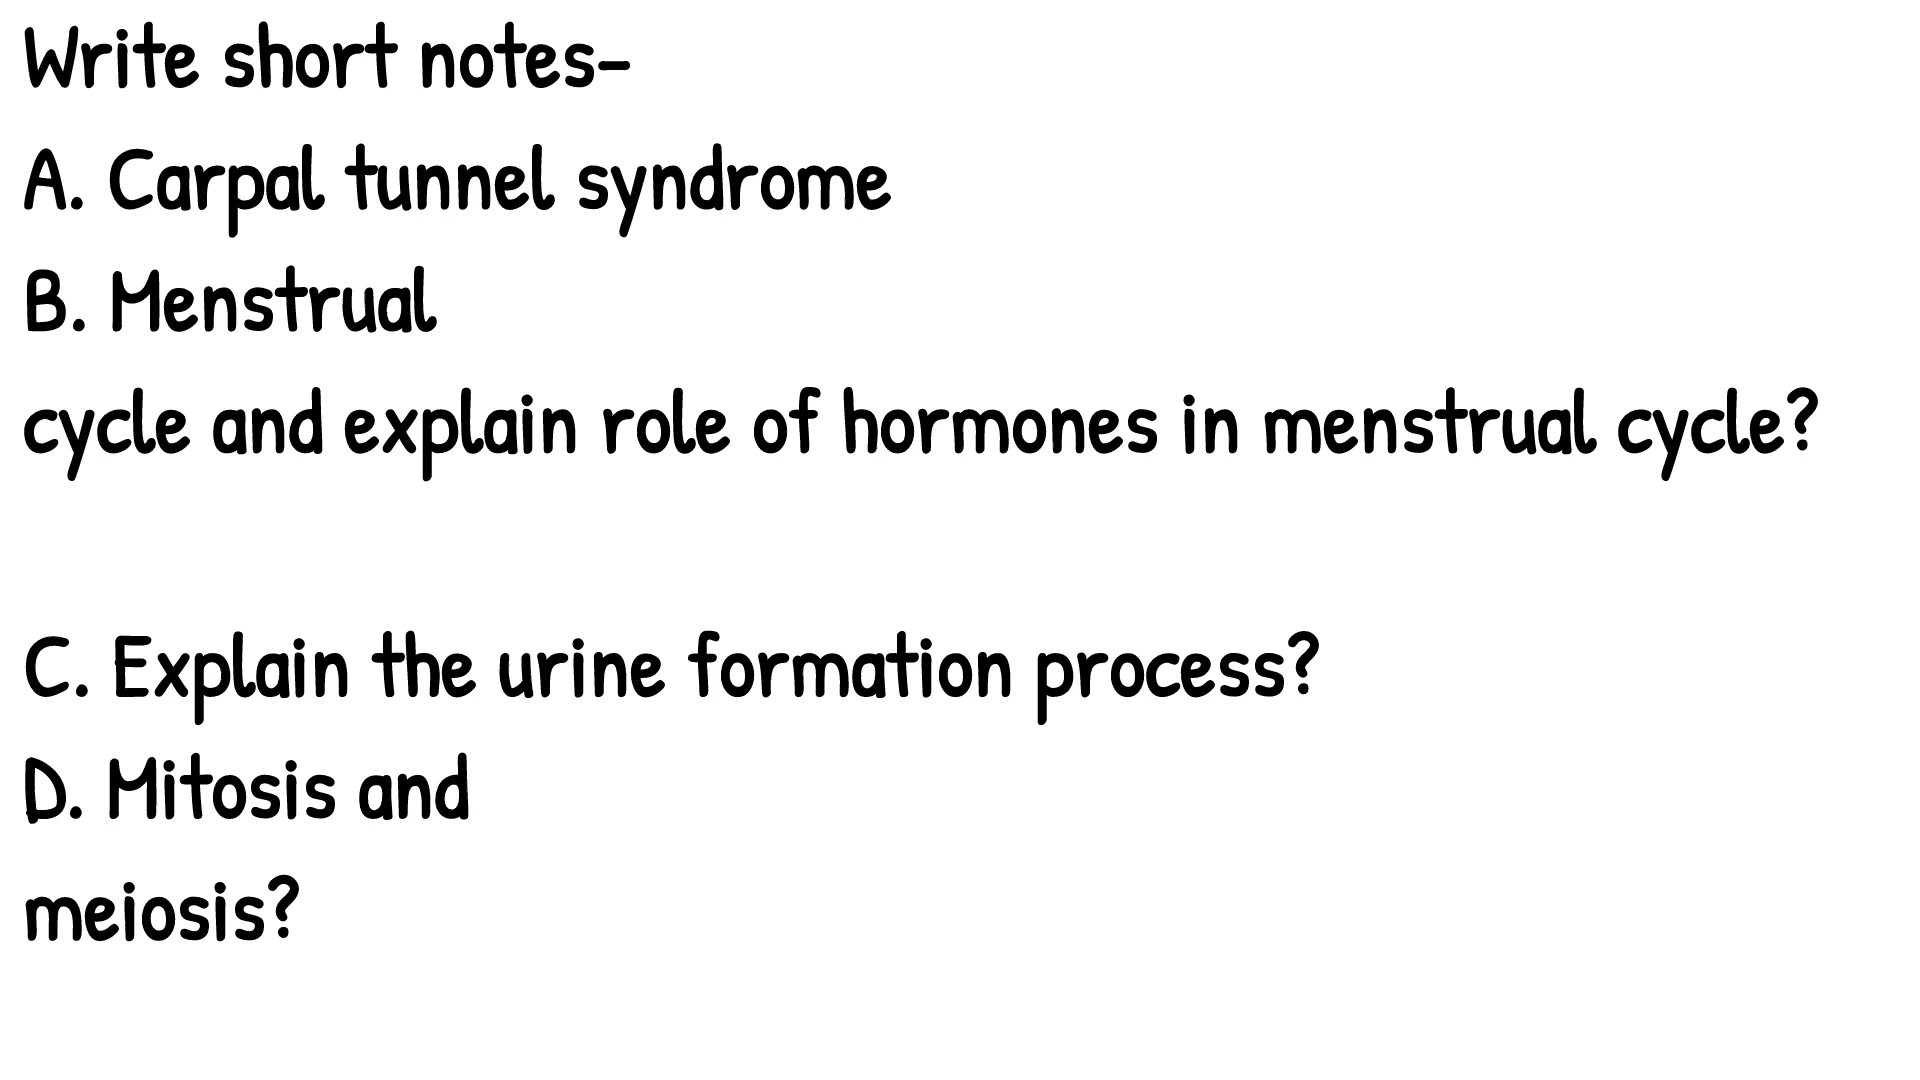 Write short notes-
A. Carpal tunnel syndrome
B. Menstrual
cycle and explain role of hormones in menstrual cycle?
C. Explain the urine formation process?
D. Mitosis and
meiosis?